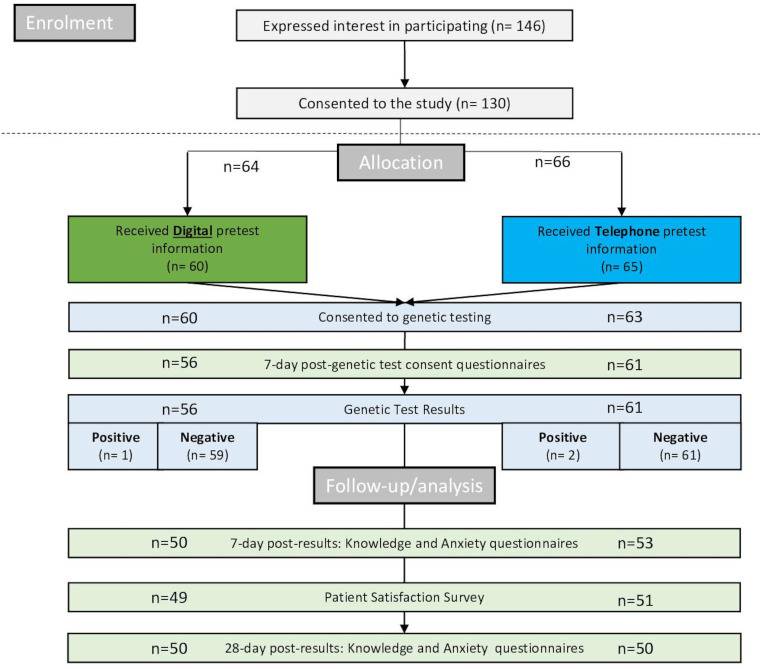 Enrolment
Expressed interest in participating (n= 146)
Consented to the study (n= 130)
Allocation
n=64
n=66
Received Digital pretest
information
(n= 60)
Received Telephone pretest
information
(n= 65)
n=60 Consented to genetic testing n=63
n=56 7-day post-genetic test consent questionnaires n=61
n=56 Genetic Test Results n=61
Positive
(n= 1)
Negative
(n= 59)
Positive
(n= 2)
Negative
(n= 61)
Follow-up/analysis
n=50 7-day post-results: Knowledge and Anxiety questionnaires n=53
n=49 Patient Satisfaction Survey n=51
n=50 28-day post-results: Knowledge and Anxiety questionnaires n=50